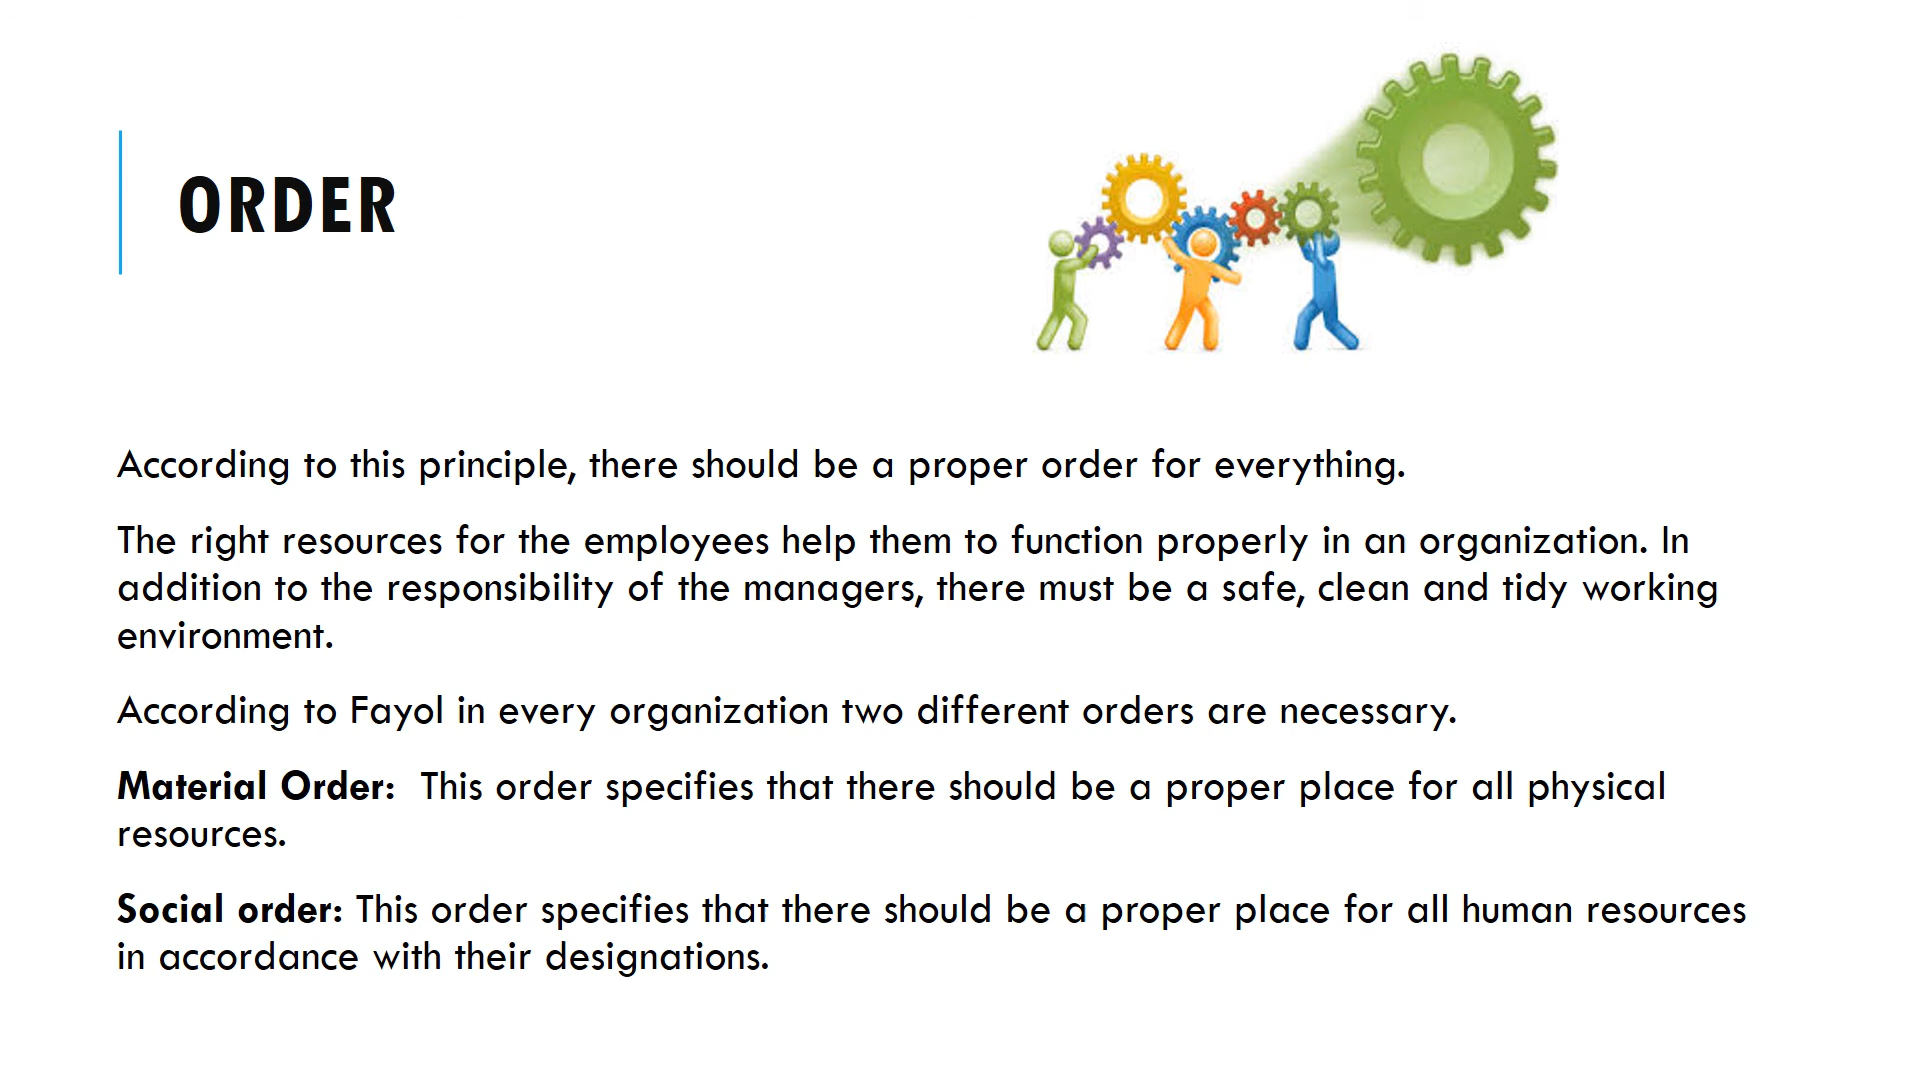 ORDER
According to this principle, there should be a proper order for everything.
The right resources for the employees help them to function properly in an organization. In
addition to the responsibility of the managers, there must be a safe, clean and tidy working
environment.
According to Fayol in every organization two different orders are necessary.
Material Order:  This order specifies that there should be a proper place for all physical
resources.
Social order: This order specifies that there should be a proper place for all human resources
in accordance with their designations.